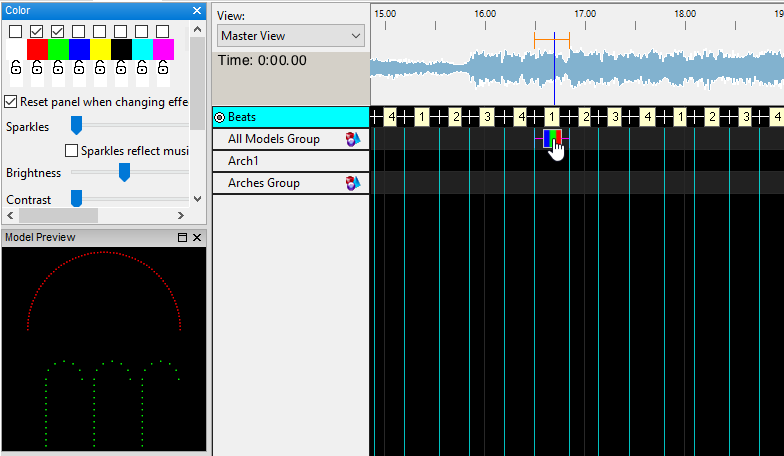 Color
Reset panel when changing effe
Sparkles
Sparkles reflect musi
Brightness
Contrast
Model Preview
View:
Master View
Time: 0:00.00
15.00 16.00 17.00 18.00 19
Beats
4 1 2 3 4 1 2 3 4 1 2 3 4
All Models Group
Arch1
Arches Group